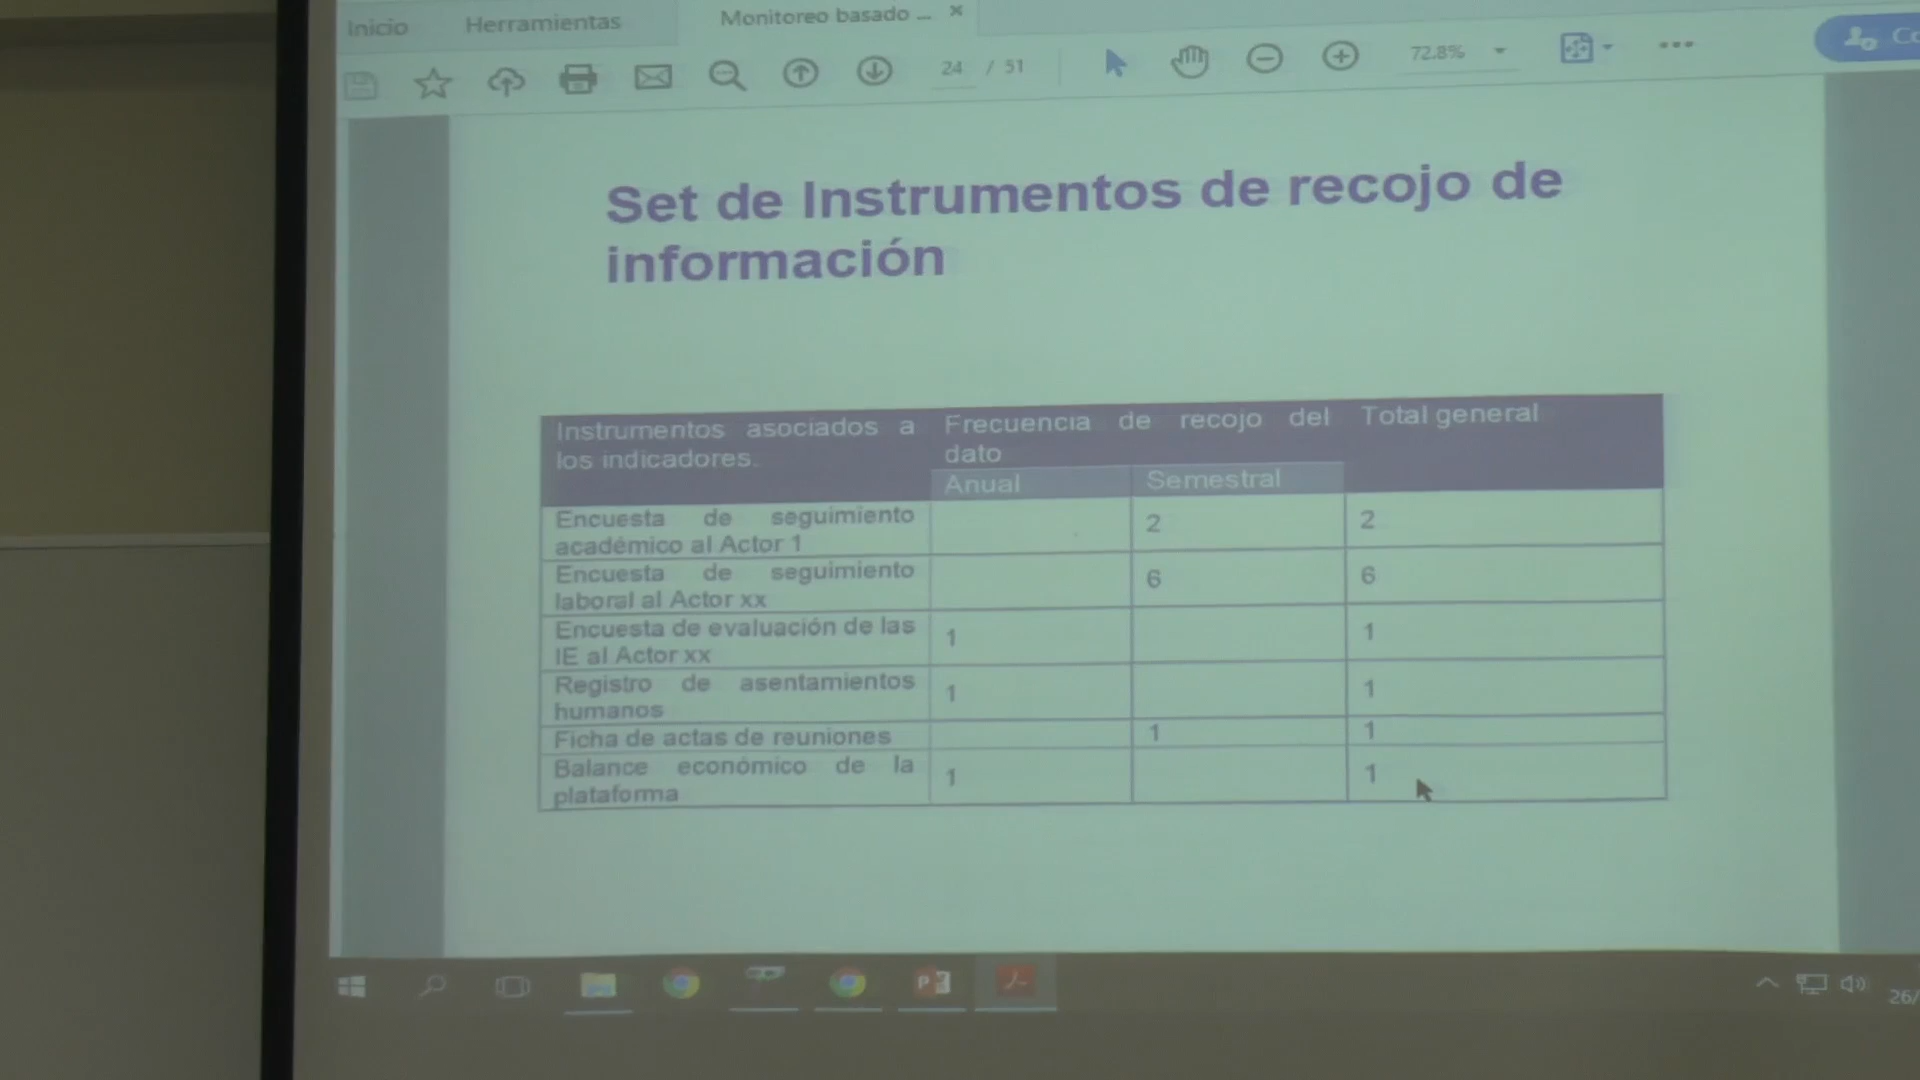 Inicio Herramientas Monitoreo basado ... ×
24 / 51 72.8% ...
Set de Instrumentos de recojo de
información
Instrumentos asociados a
los indicadores.
Frecuencia de recojo del
dato
Total general
Anual Semestral
Encuesta de seguimiento
académico al Actor 1
2 2
Encuesta de seguimiento
laboral al Actor xx
6 6
Encuesta de evaluación de las
IE al Actor xx
1 1
Registro de asentamientos
humanos
1 1
Ficha de actas de reuniones 1 1
Balance económico de la
plataforma
1 1
26/